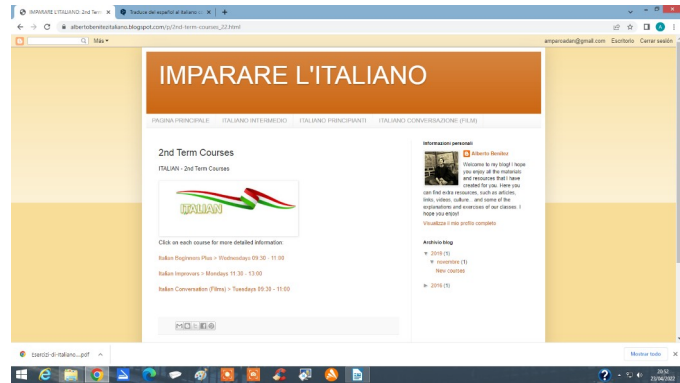 IMPARARE L'ITALIANO: 2nd Term
Traduce del español al italiano
albertobenitezitaliano.blogspot.com/p/2nd-term-courses_22.html
Más
amparoadan@gmail.com Escritorio Cerrar sesión
IMPARARE L'ITALIANO
PAGINA PRINCIPALE ITALIANO INTERMEDIO ITALIANO PRINCIPIANTI ITALIANO CONVERSAZIONE (FILM)
2nd Term Courses
ITALIAN - 2nd Term Courses
ITALIAN
Click on each course for more detailed information:
Italian Beginners Plus > Wednesdays 09:30 - 11:00
Italian Improvers > Mondays 11:30 - 13:00
Italian Conversation (Films) > Tuesdays 09:30 - 11:00
Informazioni personali
Alberto Benitez
Welcome to my blog! I hope
you enjoy all the materials
and resources that I have
created for you. Here you
can find extra resources, such as articles,
links, videos, culture... and some of the
explanations and exercises of our classes. I
hope you enjoy!
Visualizza il mio profilo completo
Archivio blog
▼ 2019 (1)
▼ novembre (1)
New courses
► 2016 (1)
Esercizi-di-italiano....pdf
Mostrar todo
20:52
23/04/2022